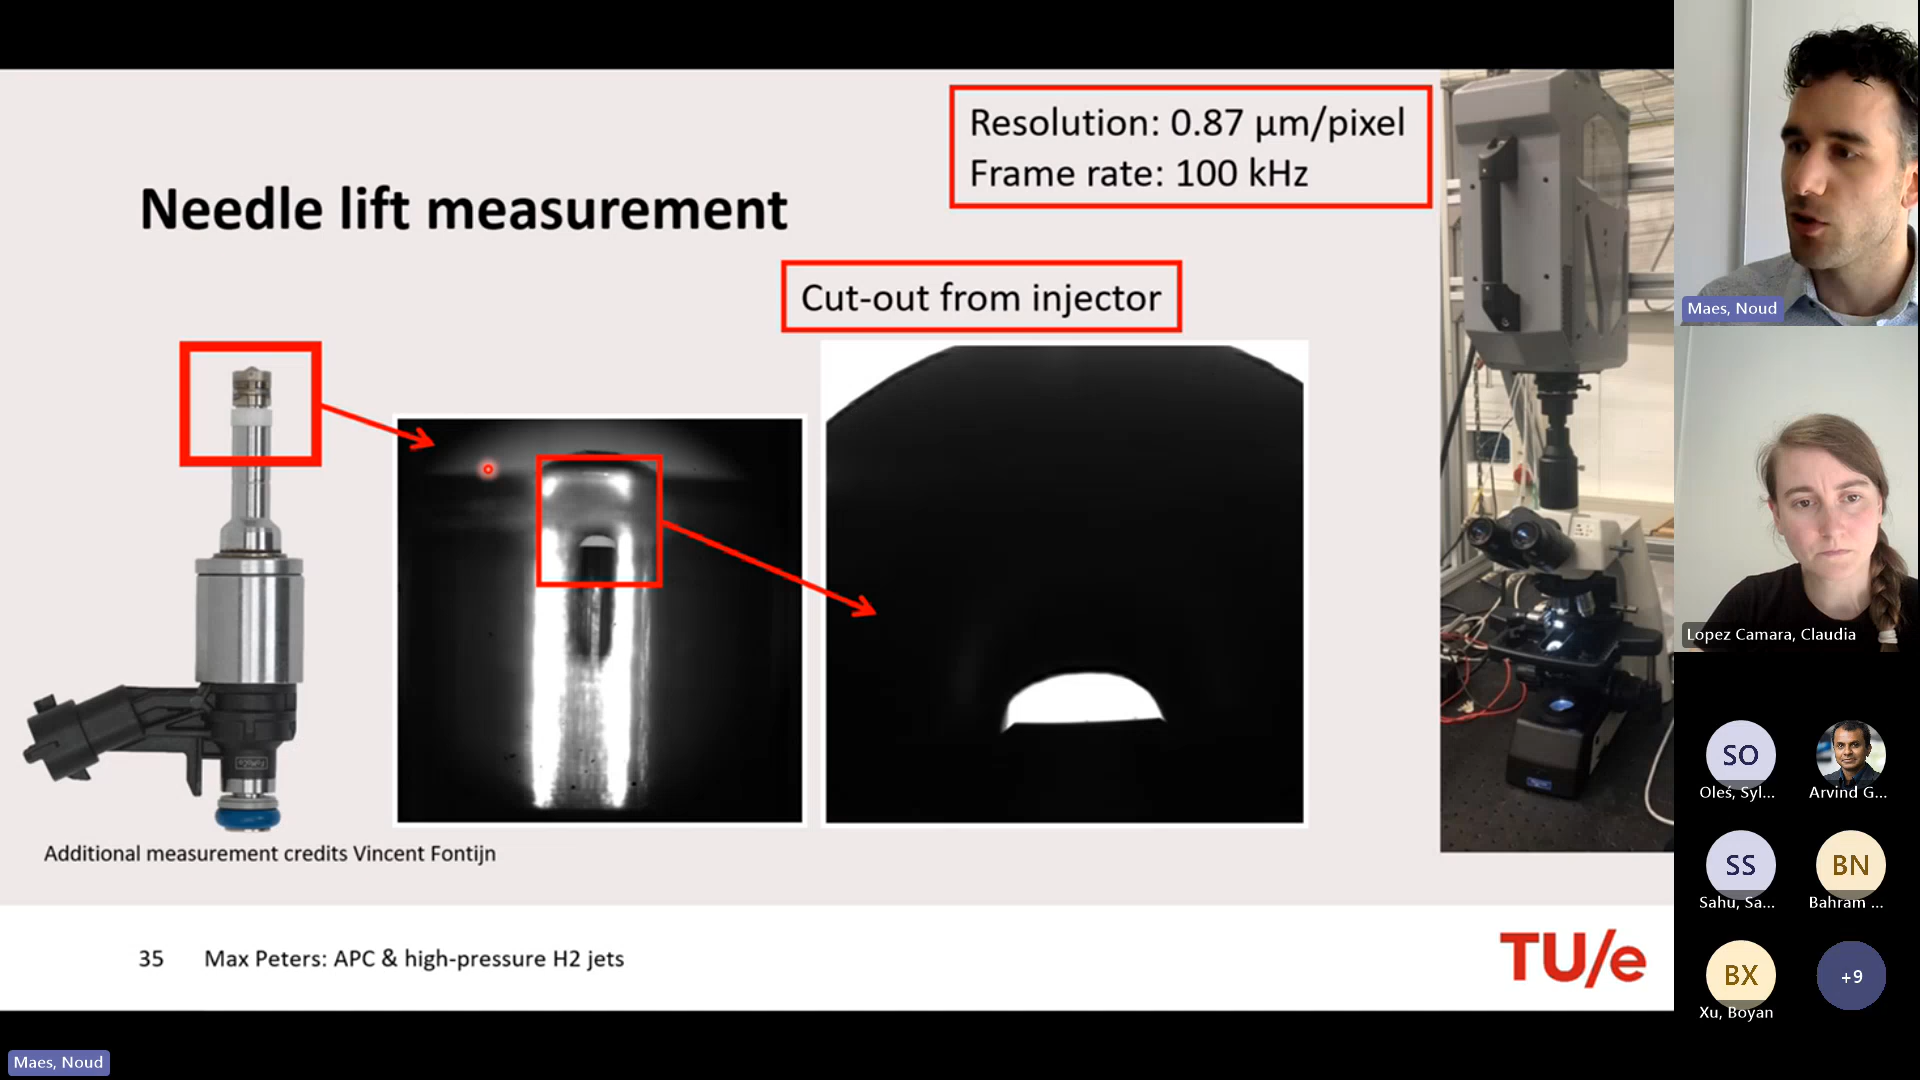 Resolution: 0.87 µm/pixel
Frame rate: 100 kHz
Needle lift measurement
Cut-out from injector
Additional measurement credits Vincent Fontijn
35 Max Peters: APC & high-pressure H2 jets
TU/e
Maes, Noud
Lopez Camara, Claudia
SO
Oleś, Syl...
Arvind G...
SS
Sahu, Sa...
BN
Bahram ...
BX
Xu, Boyan
+9
Maes, Noud